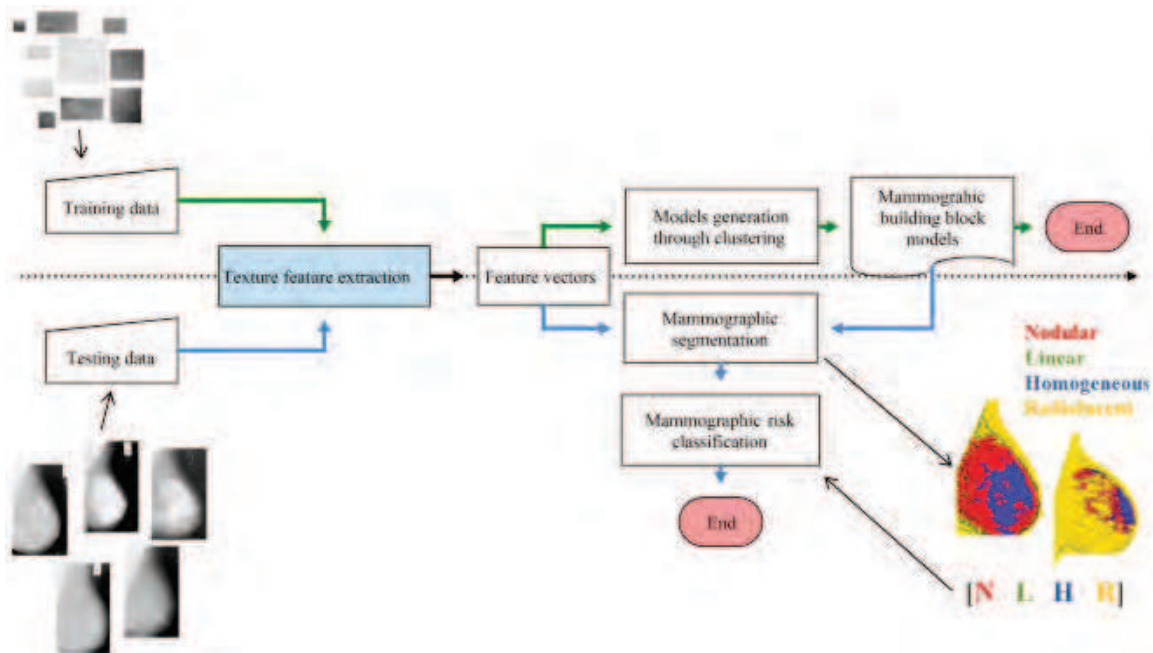 Training data
Models generation
through clustering
Mammograhic
building block
models
End
Texture feature extraction
Feature vectors
Testing data
Mammographic
segmentation
Nodular
Linear
Homogeneous
Radiolucent
Mammographic risk
classification
End
[N L H R]